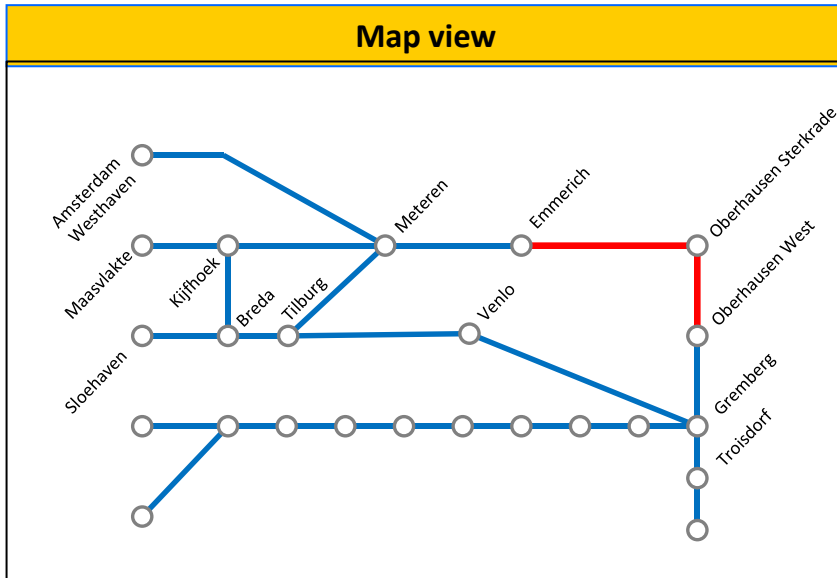 Map view
Amsterdam
Westhaven
Maasvlakte
Sloehaven
Kijfhoek
Breda
Tilburg
Meteren
Venlo
Emmerich
Oberhausen Sterkrade
Oberhausen West
Gremberg
Troisdorf